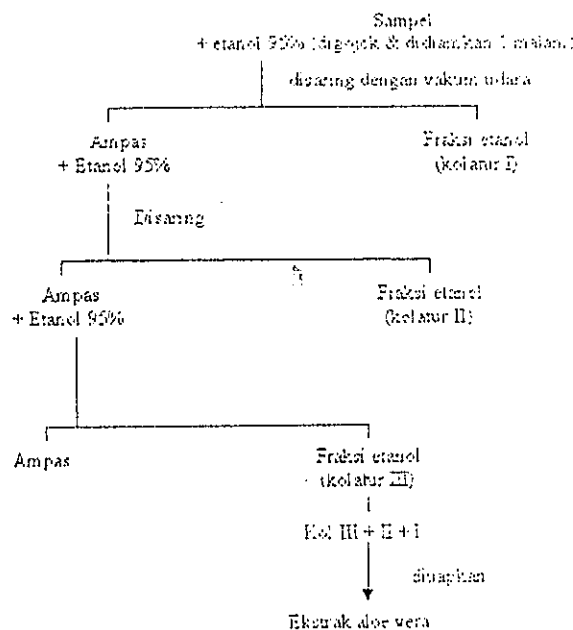 Sampel
+ etanol 95% (digojok & didiamkan 1 malam)
disaring dengan vakum udara
Ampas
+ Etanol 95%
Fraksi etanol
(kolatur I)
Disaring
Ampas
+ Etanol 95%
Fraksi etanol
(kolatur II)
Ampas
Fraksi etanol
(kolatur III)
Kol III + II + I
diuapkan
Ekstrak aloe vera